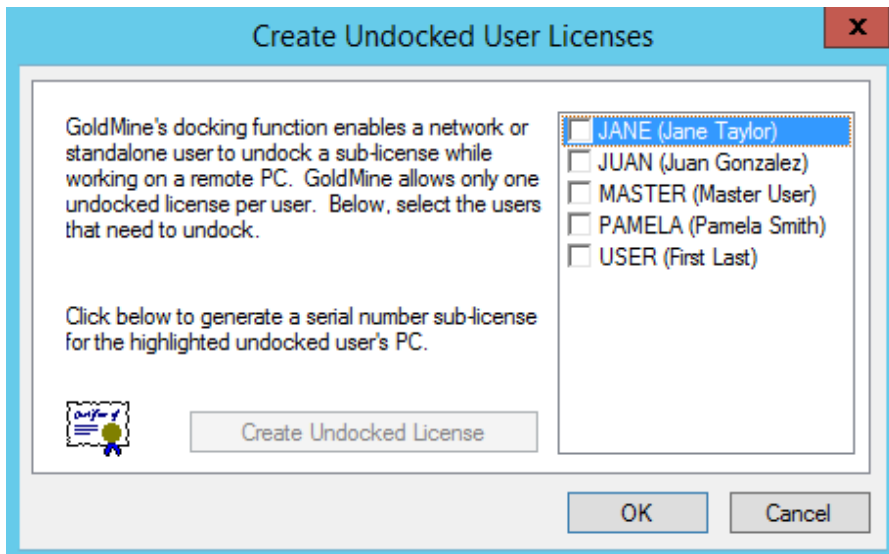 Create Undocked User Licenses
x
GoldMine's docking function enables a network or
standalone user to undock a sub-license while
working on a remote PC. GoldMine allows only one
undocked license per user. Below, select the users
that need to undock.
Click below to generate a serial number sub-license
for the highlighted undocked user's PC.
Create Undocked License
JANE (Jane Taylor)
JUAN (Juan Gonzalez)
MASTER (Master User)
PAMELA (Pamela Smith)
USER (First Last)
OK
Cancel